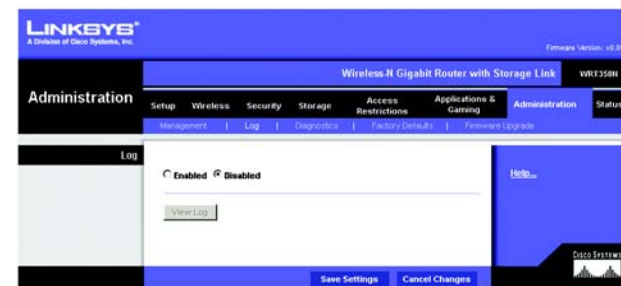 LINKSYS®
A Division of Cisco Systems, Inc.
Firmware Version: v0.9
Wireless-N Gigabit Router with Storage Link WRT350N
Administration
Setup Wireless Security Storage Access Restrictions Applications & Gaming Administration Status
Management | Log | Diagnostics | Factory Defaults | Firmware Upgrade
Log
Enabled Disabled
Help...
View Log
Save Settings Cancel Changes
CISCO SYSTEMS